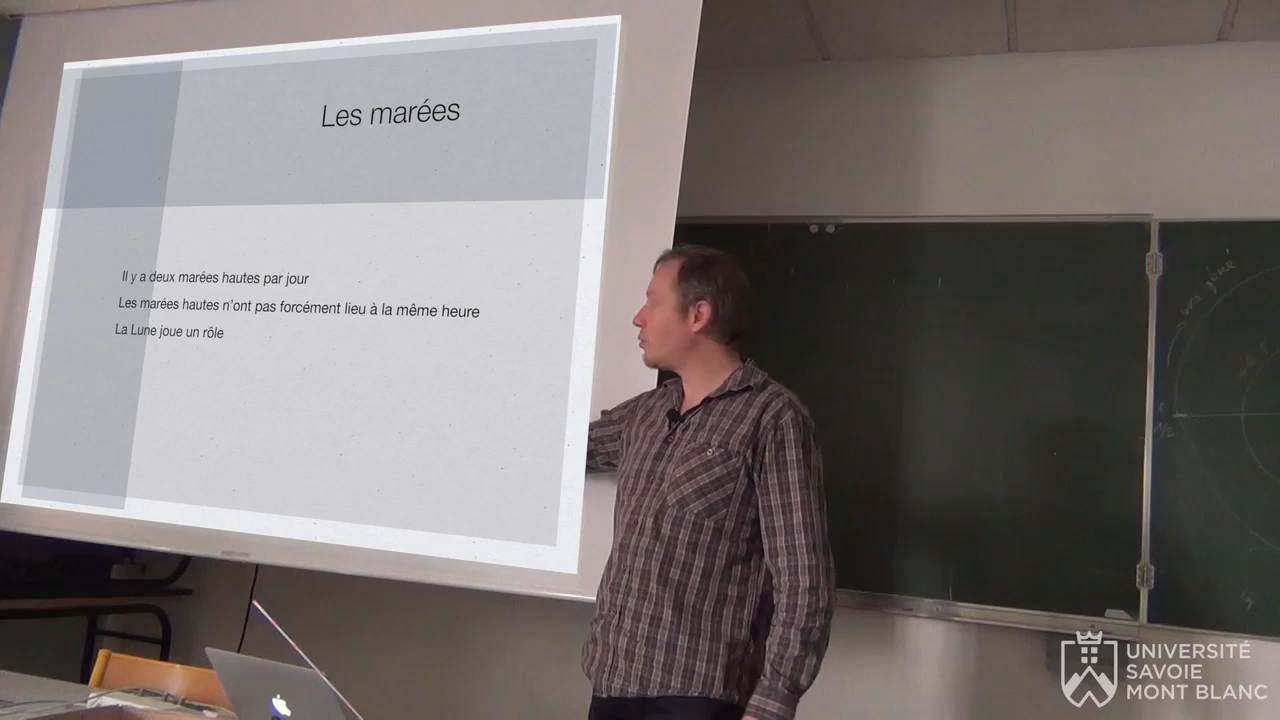 Les marées
Il y a deux marées hautes par jour
Les marées hautes n'ont pas forcément lieu à la même heure
La Lune joue un rôle
UNIVERSITÉ
SAVOIE
MONT BLANC